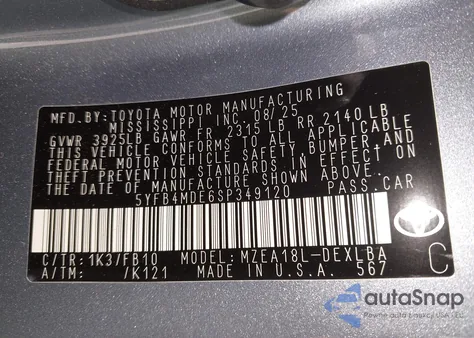 MFD. BY: TOYOTA MOTOR MANUFACTURING
MISSISSIPPI INC. 08/25
GVWR 3925LB GAWR FR 2315 LB RR 2140 LB
THIS VEHICLE CONFORMS TO ALL APPLICABLE
FEDERAL MOTOR VEHICLE SAFETY, BUMPER, AND
THEFT PREVENTION STANDARDS IN EFFECT ON
THE DATE OF MANUFACTURE SHOWN ABOVE.
5YFB4MDE6SP349120 PASS.CAR
C/TR: 1K3/FB10 MODEL: MZEA18L-DEXLBA
A/TM: /K121 MADE IN U.S.A. 567 C
autoSnap